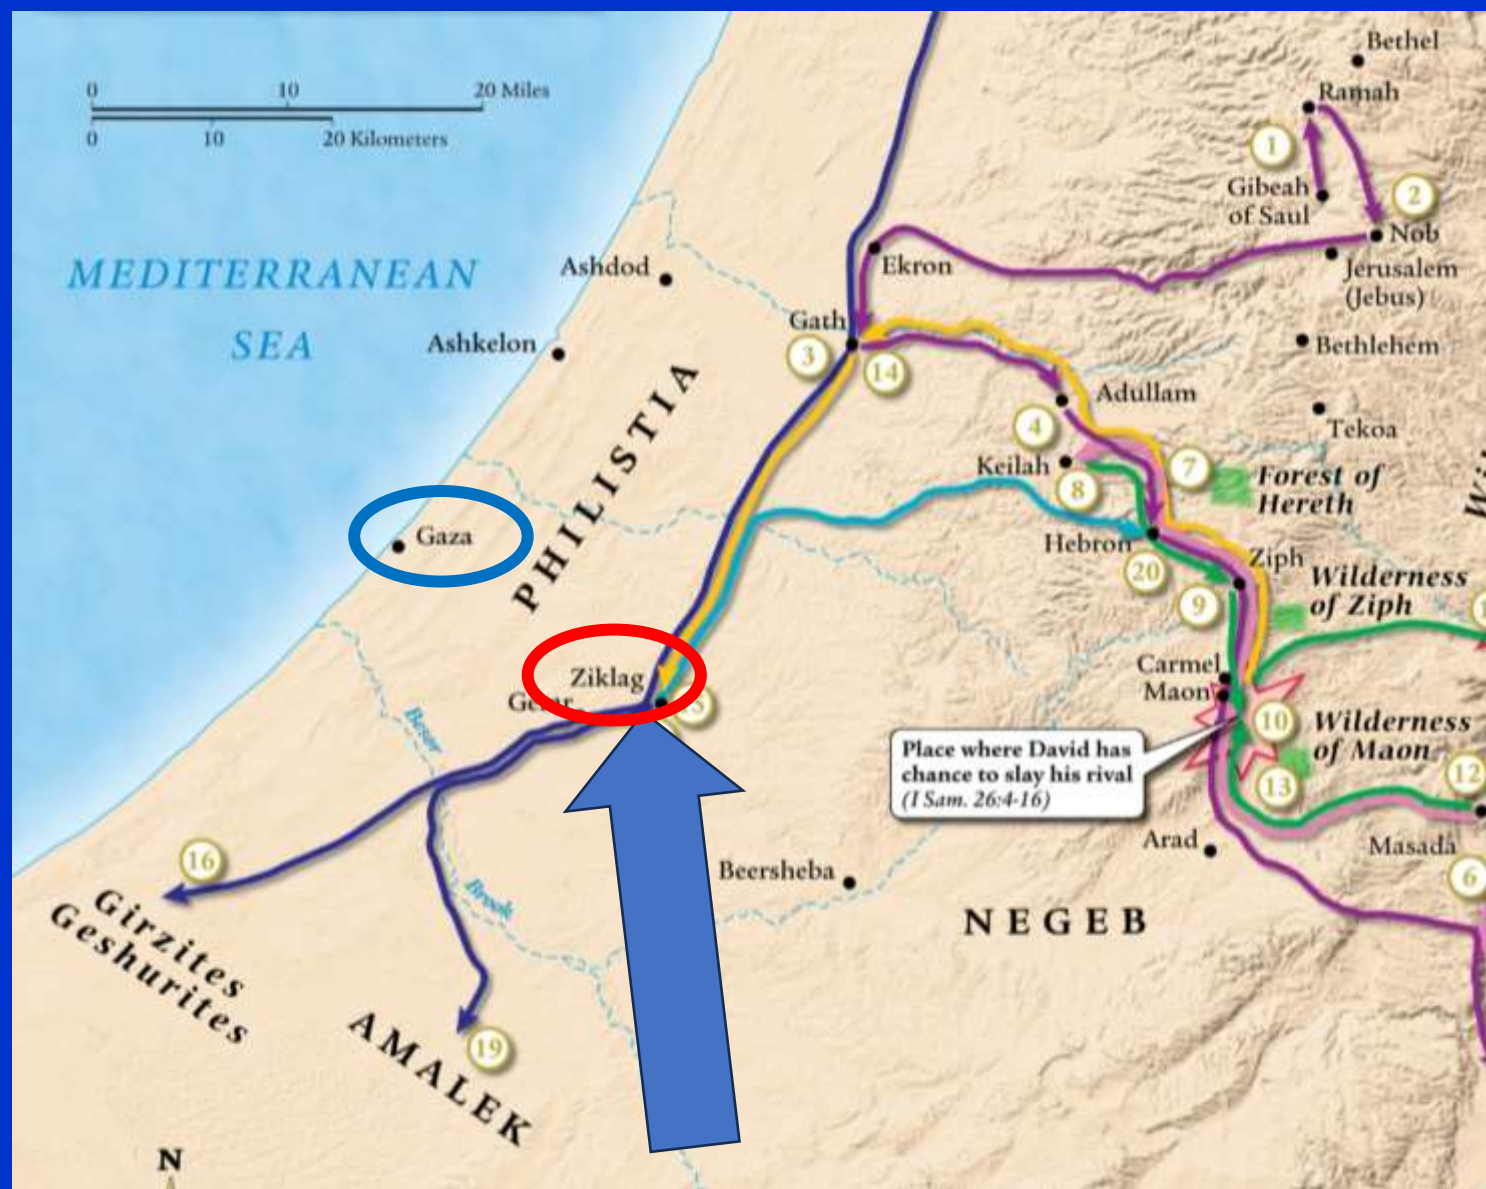 0 10 20 Miles
0 10 20 Kilometers
MEDITERRANEAN
SEA
Bethel
Ramah
1
Gibeah
of Saul
2
Nob
Jerusalem
(Jebus)
Ekron
Ashdod
Gath
3
14
Ashkelon
Bethlehem
PHILISTIA
Adullam
4
Tekoa
Keilah
7
8
Forest of
Hereth
Gaza
Hebron
20
Ziph
9
Wilderness
of Ziph
Ziklag
Carmel
Maon
10
Wilderness
of Maon
Besor
Place where David has
chance to slay his rival
(I Sam. 26:4-16)
13
12
Arad
Masada
6
16
Beersheba
Brook
NEGEB
Girzites
Geshurites
19
AMALEK
N